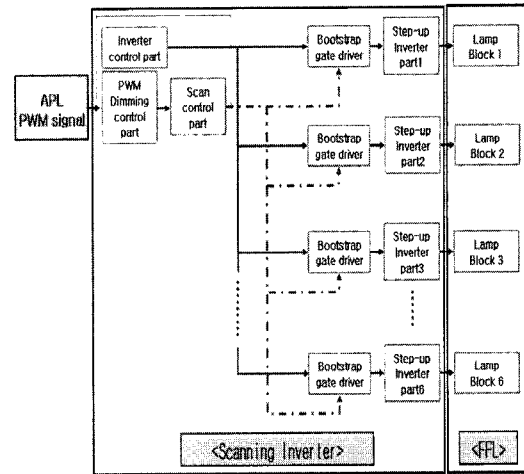 Inverter
control part
Bootstrap
gate driver
Step-up
Inverter
part1
Lamp
Block 1
APL
PWM signal
PWM
Dimming
control
part
Scan
control
part
Bootstrap
gate driver
Step-up
Inverter
part2
Lamp
Block 2
Bootstrap
gate driver
Step-up
Inverter
part3
Lamp
Block 3
Bootstrap
gate driver
Step-up
Inverter
part6
Lamp
Block 6
<Scanning Inverter>
<FFL>